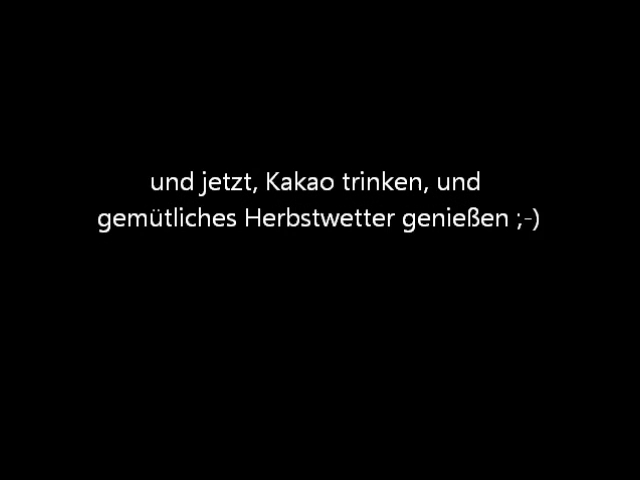 und jetzt, Kakao trinken, und
gemütliches Herbstwetter genießen ;-)